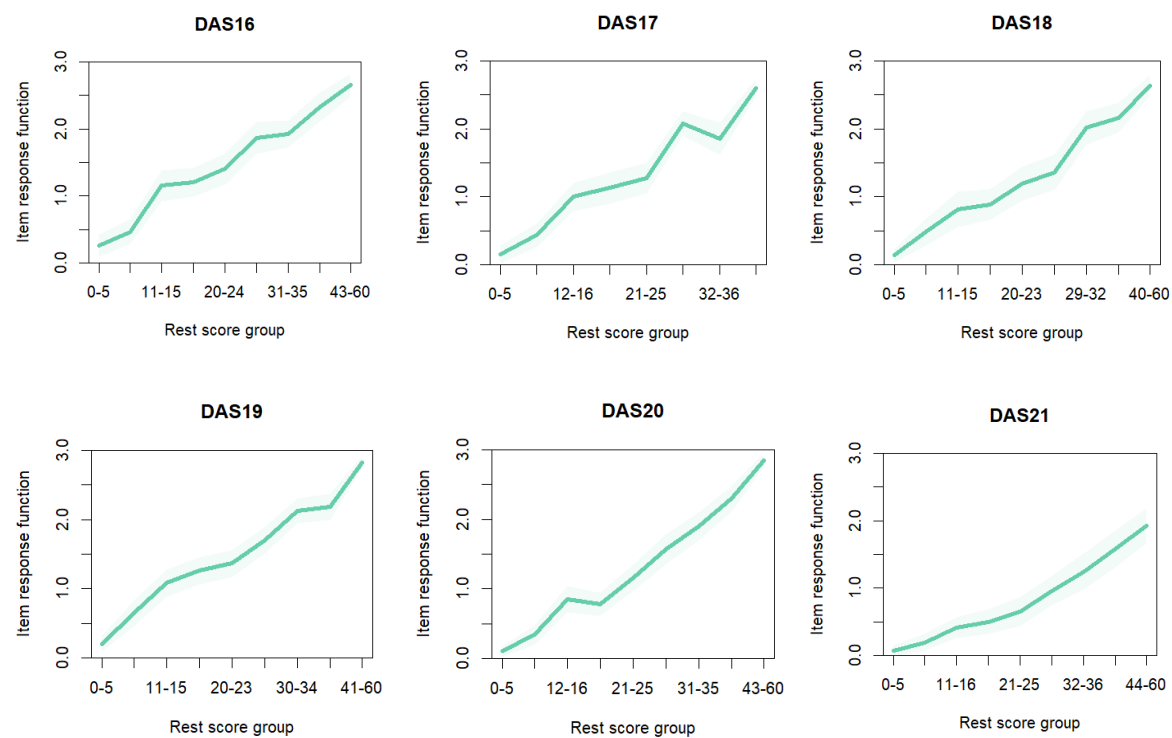 DAS16
Item response function
3.0
2.0
1.0
0.0
0-5 11-15 20-24 31-35 43-60
Rest score group
DAS17
Item response function
3.0
2.0
1.0
0.0
0-5 12-16 21-25 32-36
Rest score group
DAS18
Item response function
3.0
2.0
1.0
0.0
0-5 11-15 20-23 29-32 40-60
Rest score group
DAS19
Item response function
3.0
2.0
1.0
0.0
0-5 11-15 20-23 30-34 41-60
Rest score group
DAS20
Item response function
3.0
2.0
1.0
0.0
0-5 12-16 21-25 31-35 43-60
Rest score group
DAS21
Item response function
3.0
2.0
1.0
0.0
0-5 11-16 21-25 32-36 44-60
Rest score group